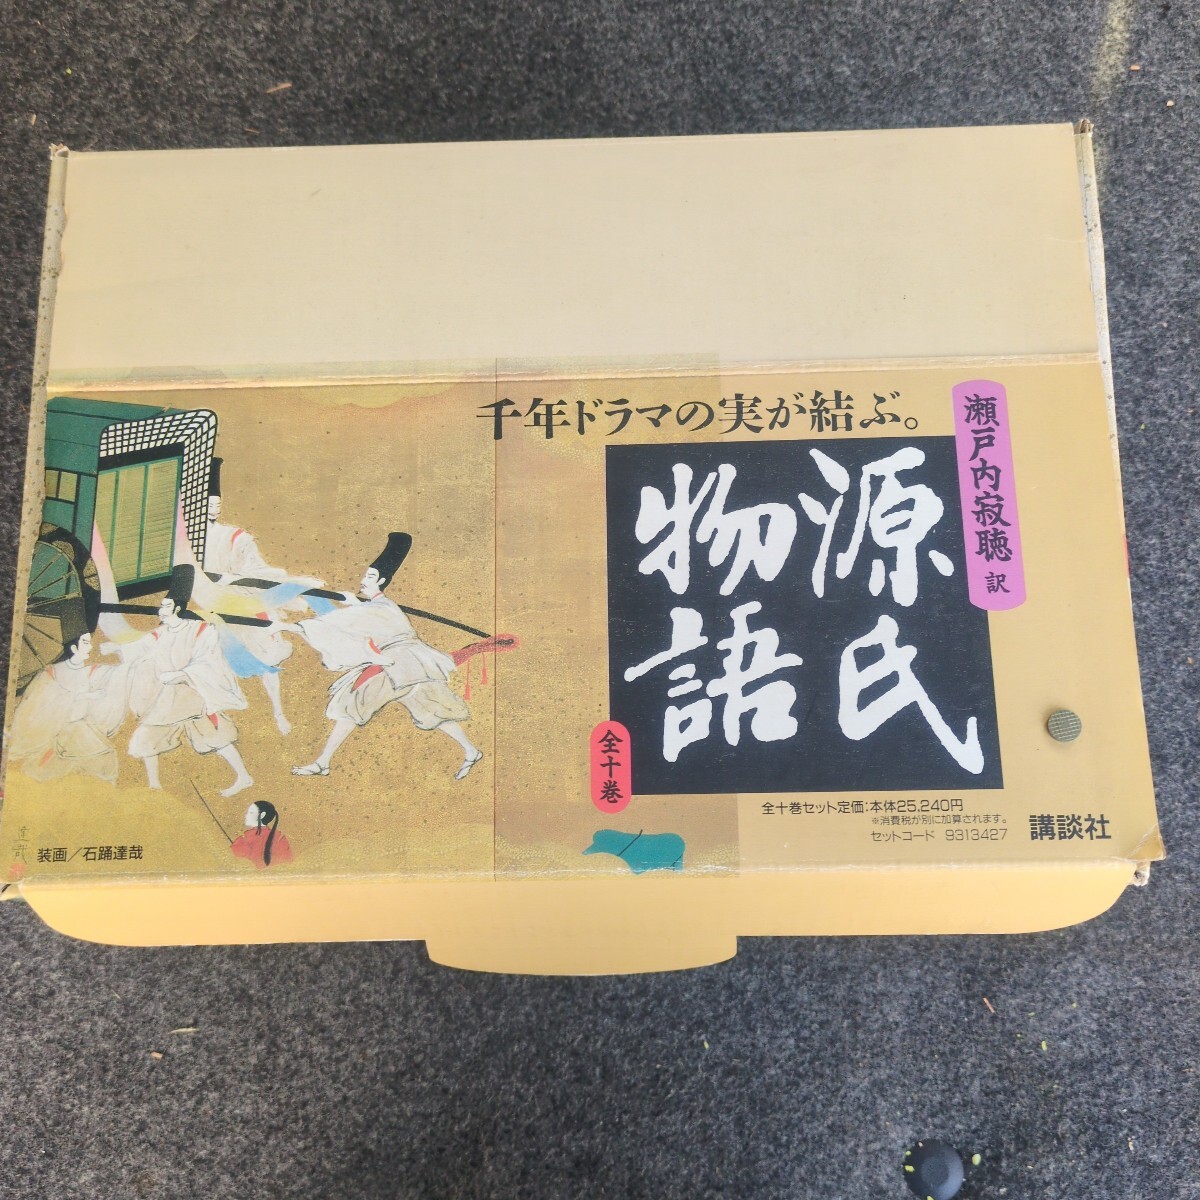 千年ドラマの実が結ぶ。
瀬戸内寂聴 訳
源氏
物語
全十巻
全十巻セット定価:本体25,240円
※消費税が別に加算されます。
セットコード 9313427
講談社
装画/石踊達哉